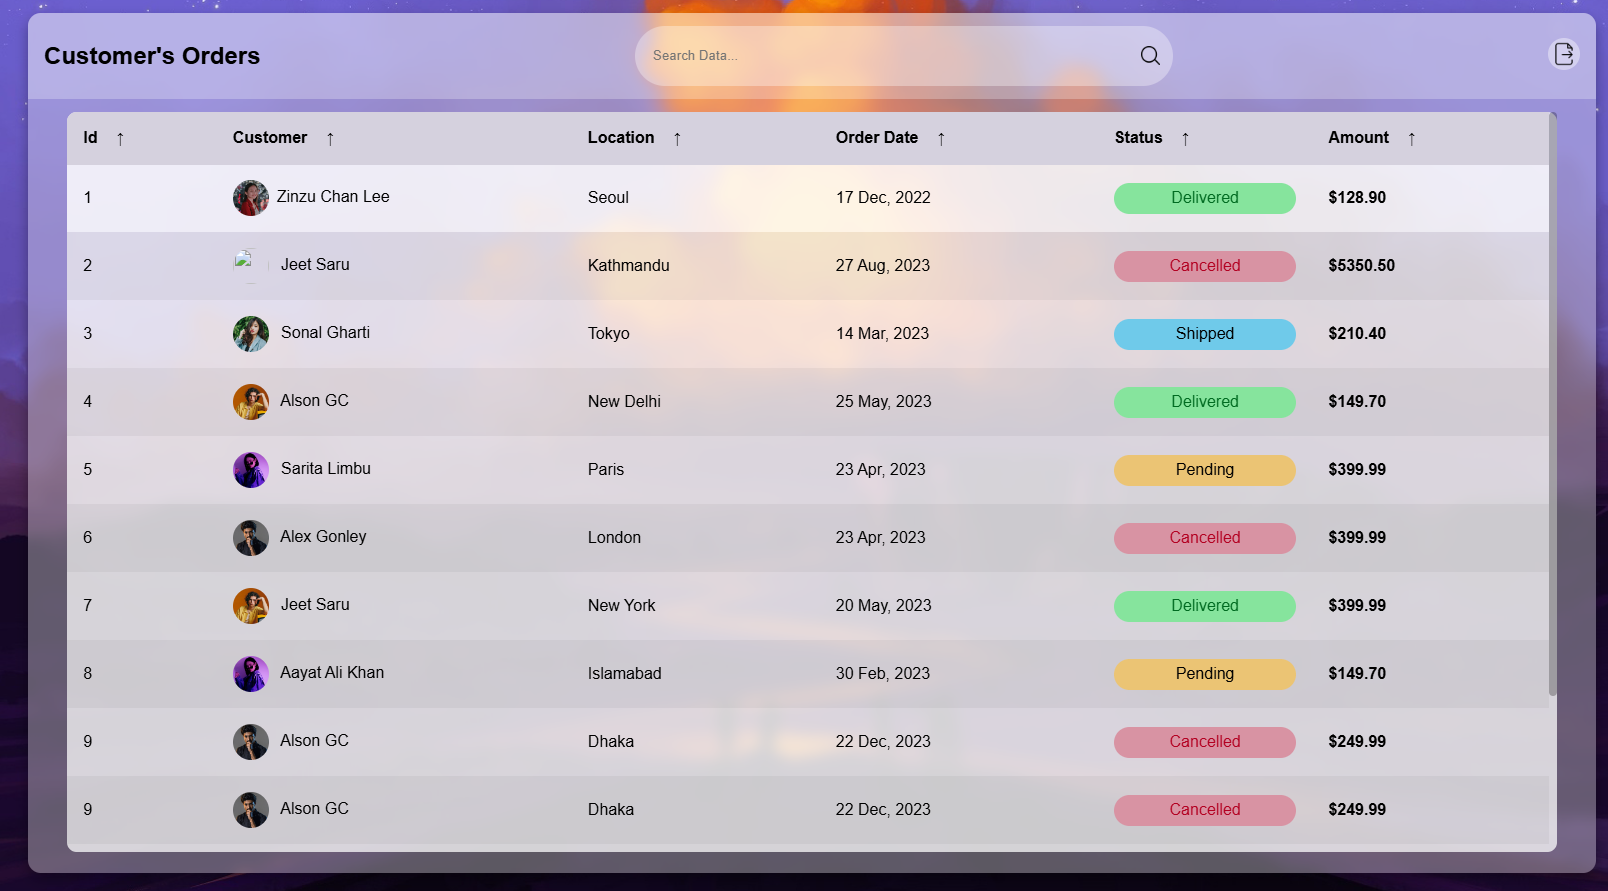 Customer's Orders
Search Data...
Id ↑ Customer ↑ Location ↑ Order Date ↑ Status ↑ Amount ↑
1 Zinzu Chan Lee Seoul 17 Dec, 2022 Delivered $128.90
2 Jeet Saru Kathmandu 27 Aug, 2023 Cancelled $5350.50
3 Sonal Gharti Tokyo 14 Mar, 2023 Shipped $210.40
4 Alson GC New Delhi 25 May, 2023 Delivered $149.70
5 Sarita Limbu Paris 23 Apr, 2023 Pending $399.99
6 Alex Gonley London 23 Apr, 2023 Cancelled $399.99
7 Jeet Saru New York 20 May, 2023 Delivered $399.99
8 Aayat Ali Khan Islamabad 30 Feb, 2023 Pending $149.70
9 Alson GC Dhaka 22 Dec, 2023 Cancelled $249.99
9 Alson GC Dhaka 22 Dec, 2023 Cancelled $249.99